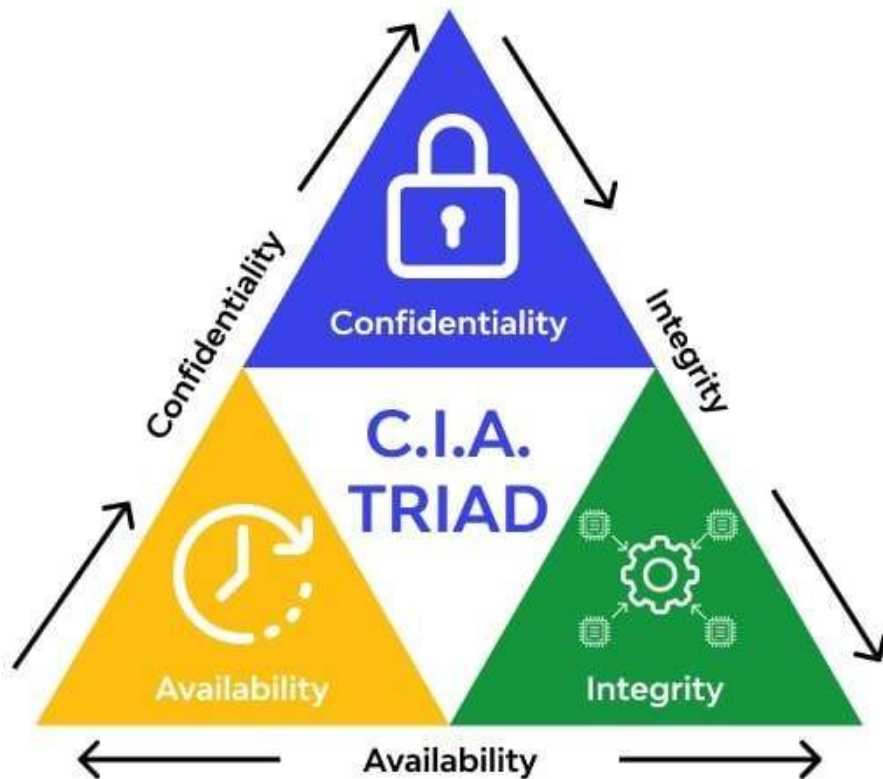 Confidentiality
Confidentiality
Integrity
C.I.A.
TRIAD
Availability
Integrity
Availability